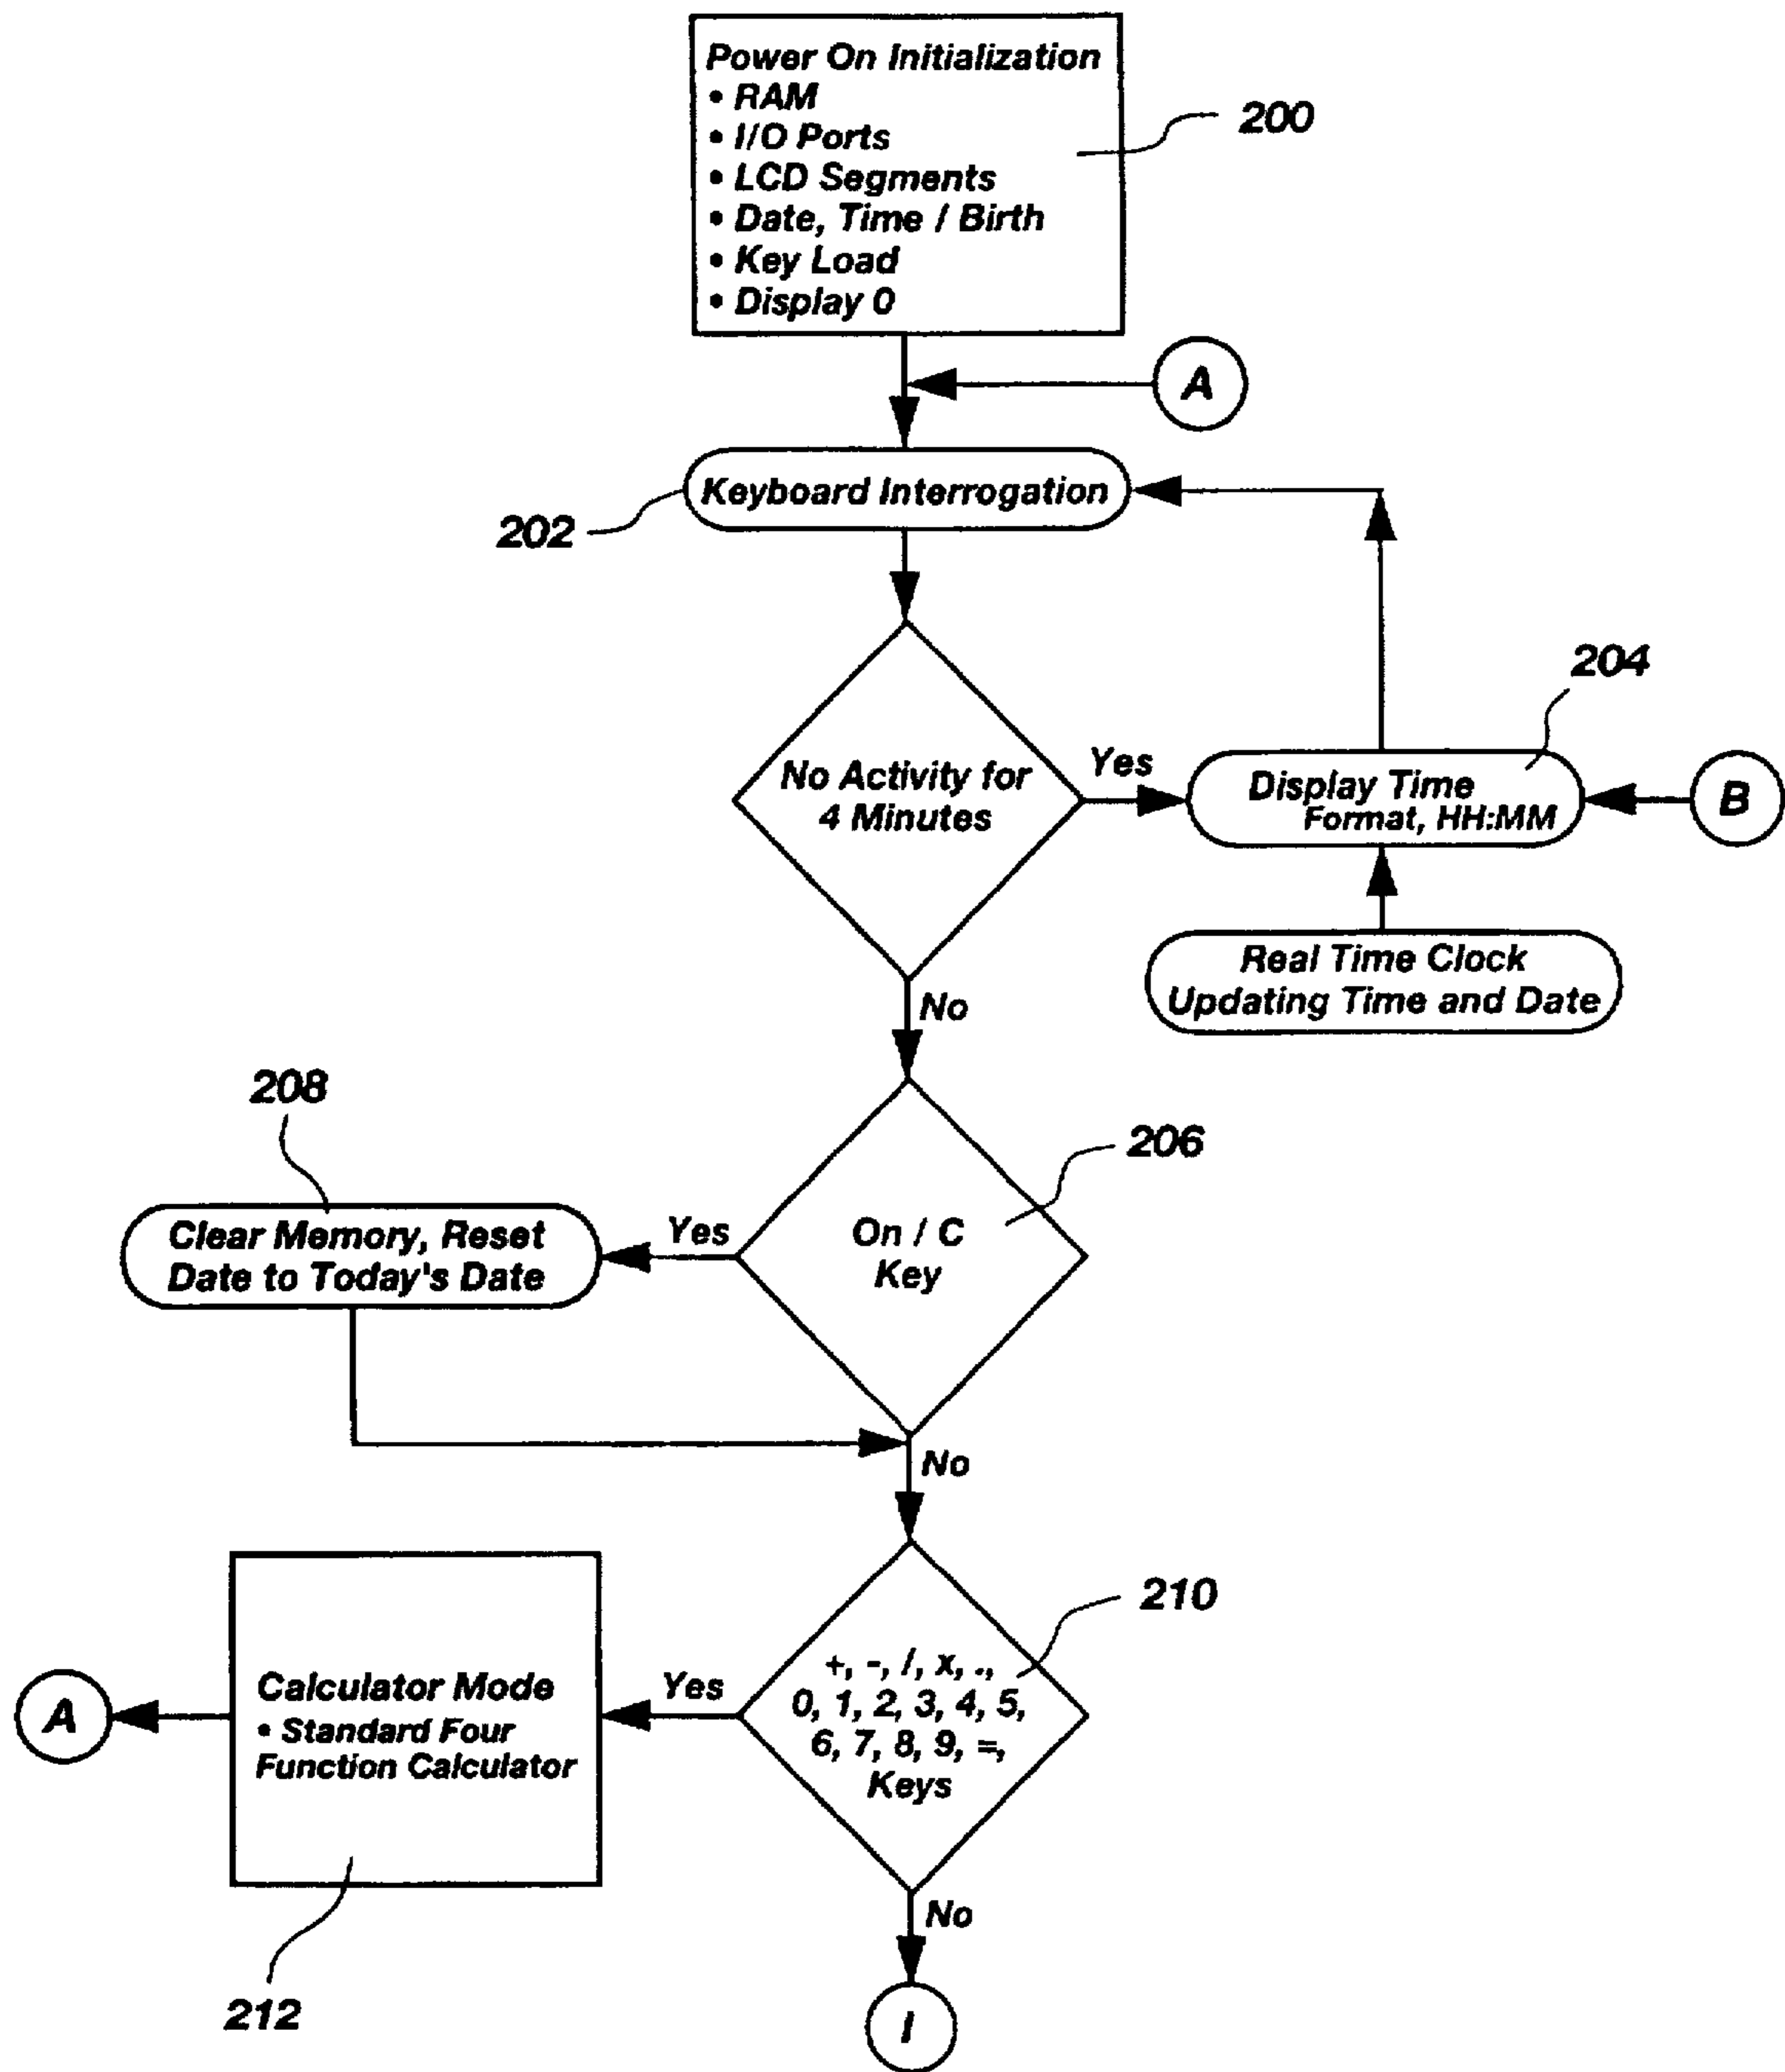 Power On Initialization
• RAM
• I/O Ports
• LCD Segments
• Date, Time / Birth
• Key Load
• Display 0
200
A
Keyboard Interrogation
202
204
No Activity for
4 Minutes
Yes
Display Time
Format, HH:MM
B
Real Time Clock
Updating Time and Date
No
208
206
Clear Memory, Reset
Date to Today's Date
Yes
On / C
Key
No
210
+, -, /, x, .,
0, 1, 2, 3, 4, 5,
6, 7, 8, 9, =,
Keys
Yes
Calculator Mode
• Standard Four
Function Calculator
A
212
No
I